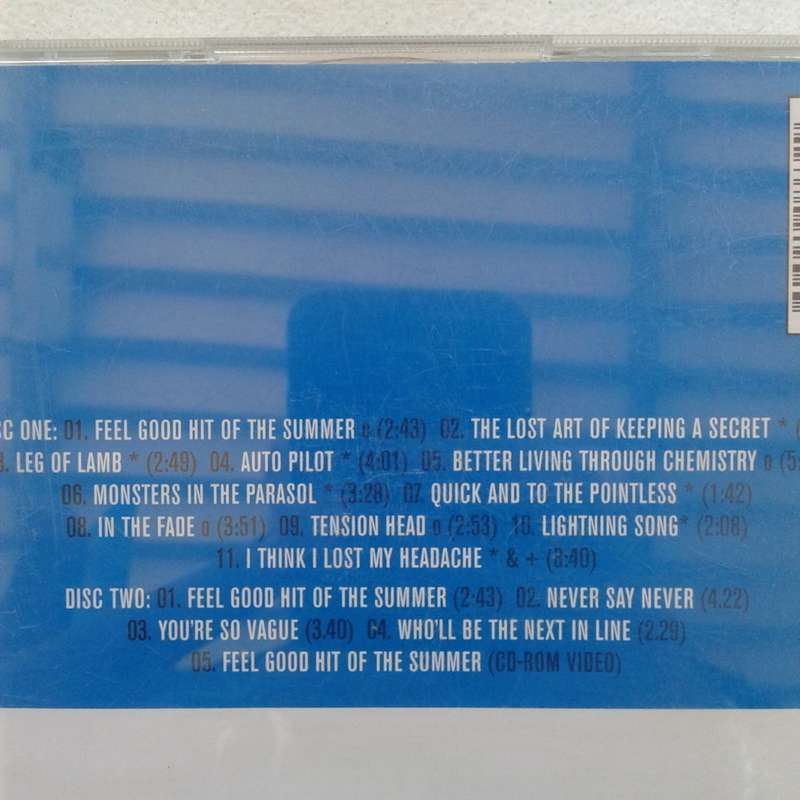 SC ONE: 01. FEEL GOOD HIT OF THE SUMMER o (2:43) 02. THE LOST ART OF KEEPING A SECRET * (
3. LEG OF LAMB * (2:49) 04. AUTO PILOT * (4:01) 05. BETTER LIVING THROUGH CHEMISTRY o (5:
06. MONSTERS IN THE PARASOL * (3:28) 07. QUICK AND TO THE POINTLESS * (1:42)
08. IN THE FADE o (3:51) 09. TENSION HEAD o (2:53) 10. LIGHTNING SONG* (2:08)
11. I THINK I LOST MY HEADACHE * & + (8:40)
DISC TWO: 01. FEEL GOOD HIT OF THE SUMMER (2:43) 02. NEVER SAY NEVER (4.22)
03. YOU'RE SO VAGUE (3.40) 04. WHO'LL BE THE NEXT IN LINE (2.29)
05. FEEL GOOD HIT OF THE SUMMER (CD-ROM VIDEO)